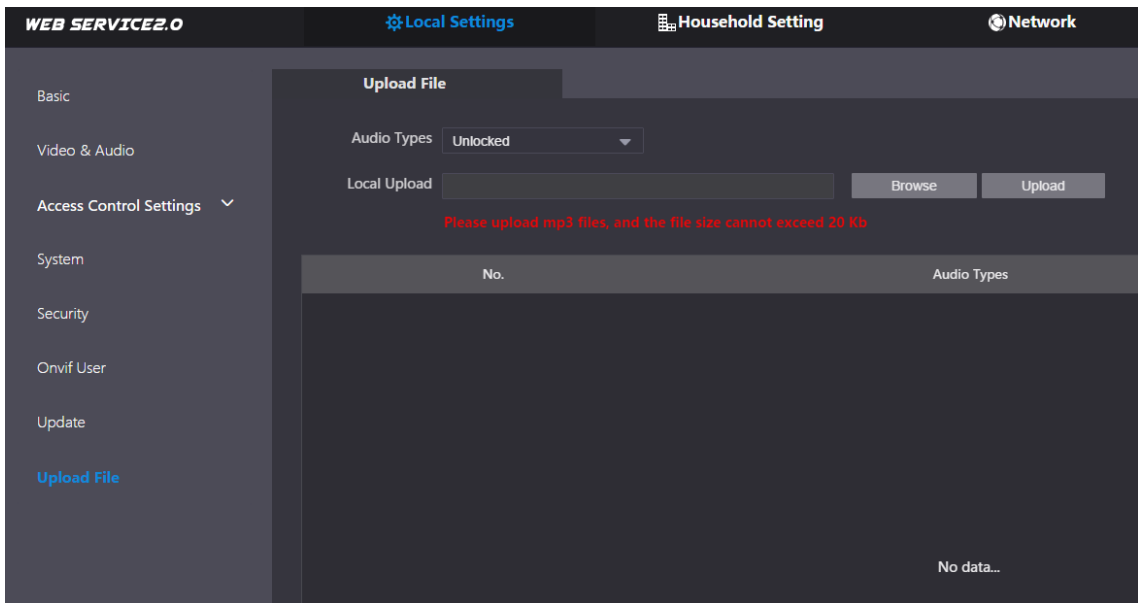 WEB SERVICE2.0
Local Settings
Household Setting
Network
Basic
Video & Audio
Access Control Settings
System
Security
Onvif User
Update
Upload File
Upload File
Audio Types Unlocked
Local Upload Browse Upload
Please upload mp3 files, and the file size cannot exceed 20 Kb
No. Audio Types
No data...